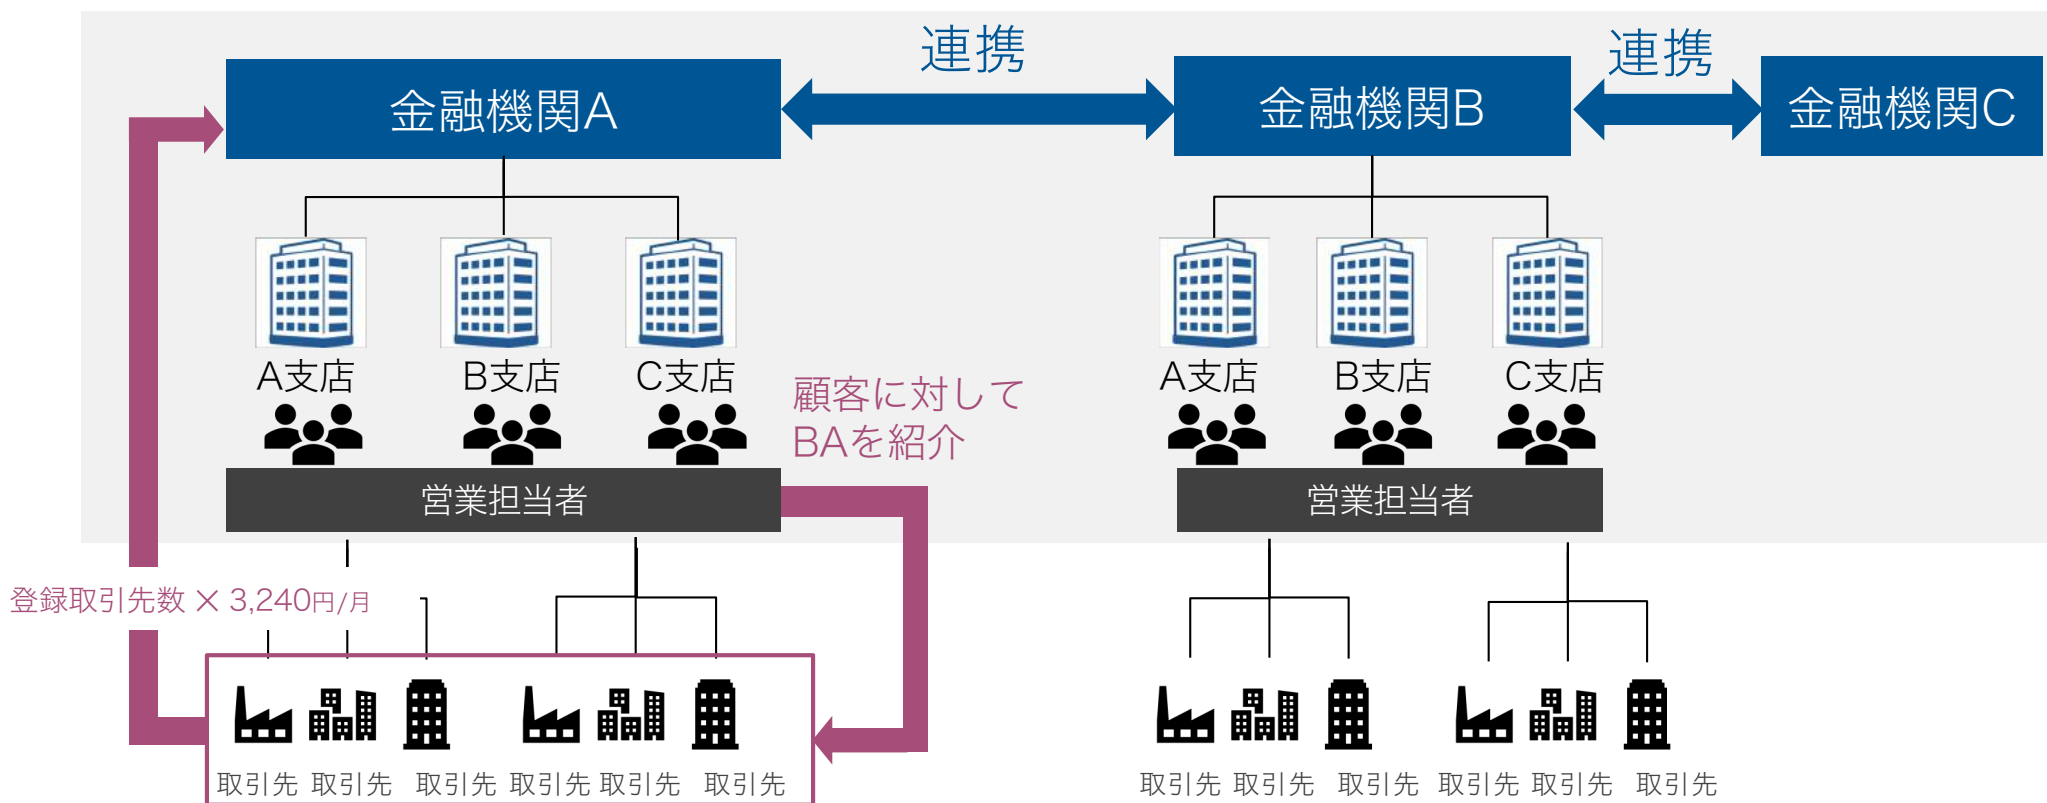 連携
連携
金融機関A
金融機関B
金融機関C
A支店
B支店
C支店
A支店
B支店
C支店
顧客に対して
BAを紹介
営業担当者
営業担当者
登録取引先数 × 3,240円/月
取引先 取引先 取引先 取引先 取引先 取引先
取引先 取引先 取引先 取引先 取引先 取引先